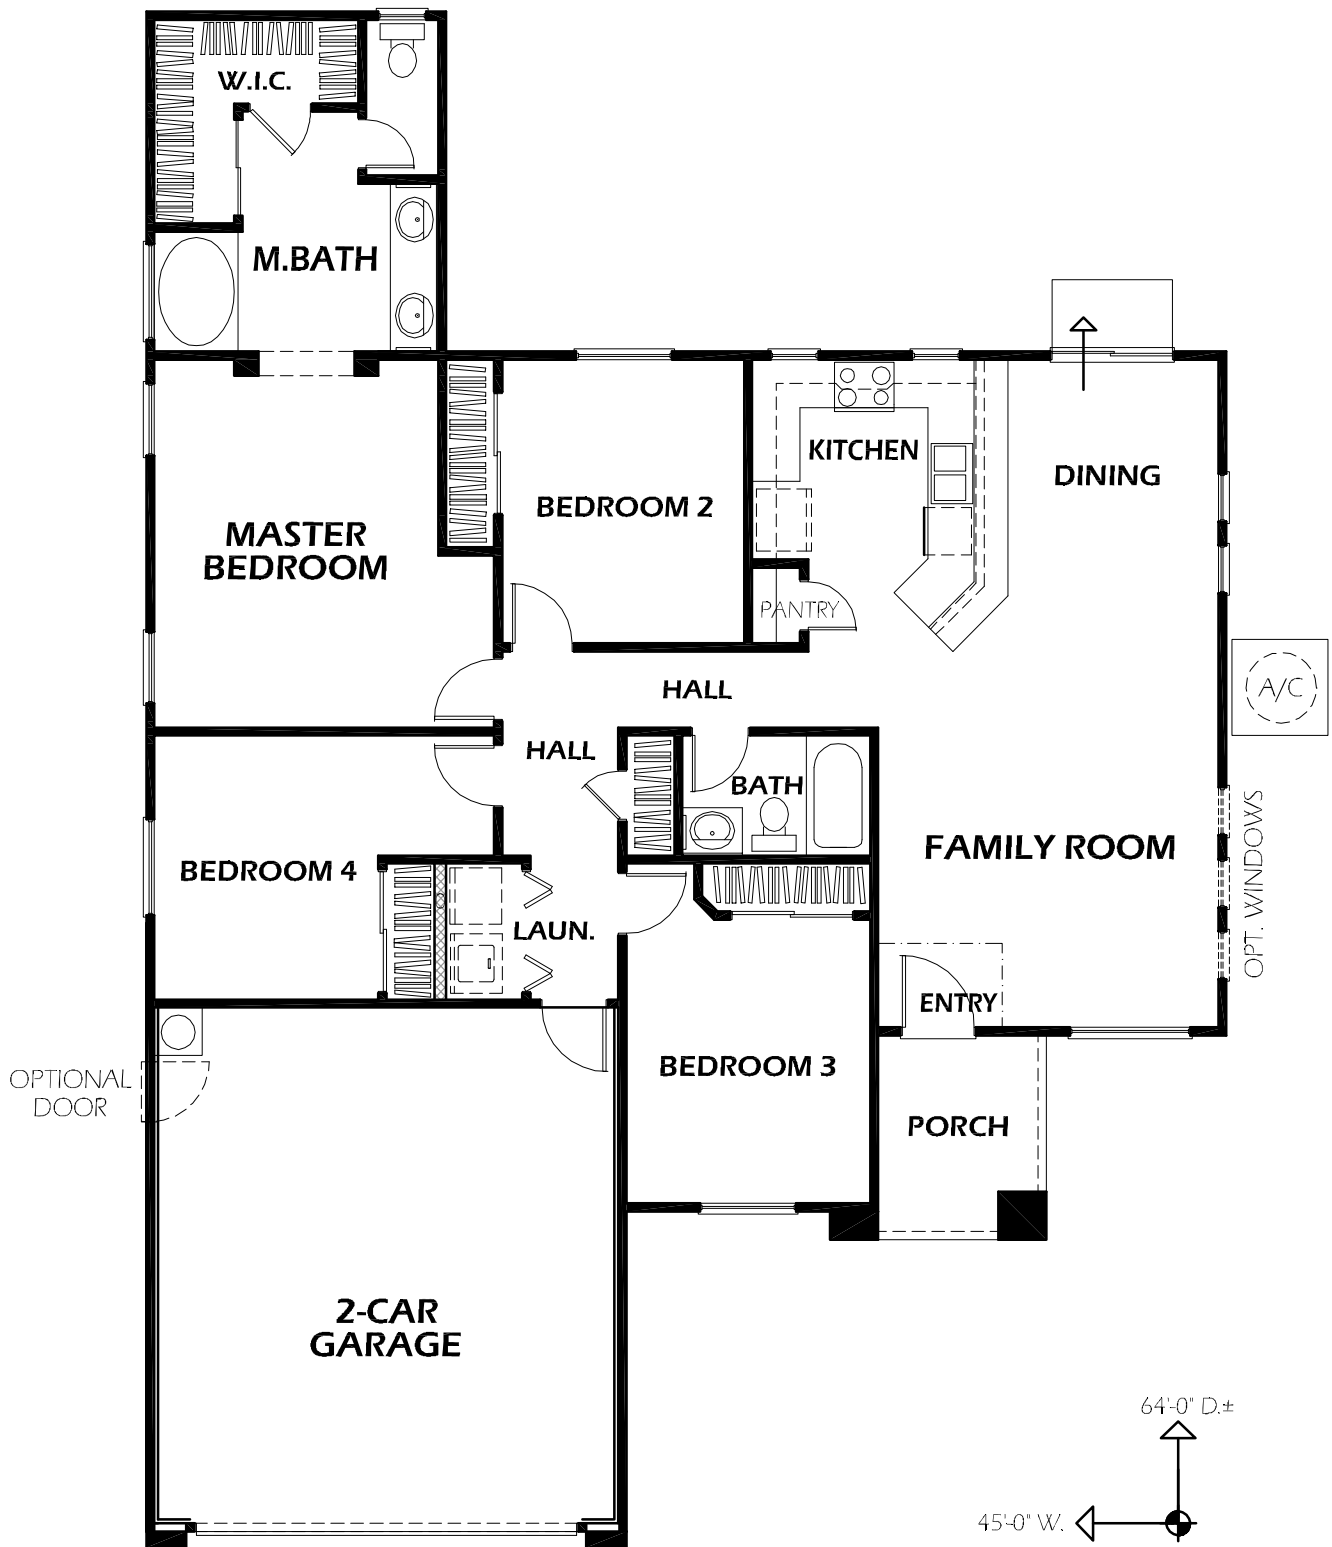 W.I.C.
M.BATH
KITCHEN
DINING
BEDROOM 2
MASTER
BEDROOM
PANTRY
HALL
A/C
HALL
BATH
FAMILY ROOM
OPT. WINDOWS
BEDROOM 4
LAUN.
ENTRY
BEDROOM 3
OPTIONAL
DOOR
PORCH
2-CAR
GARAGE
64'-0" D.±
45'-0" W.